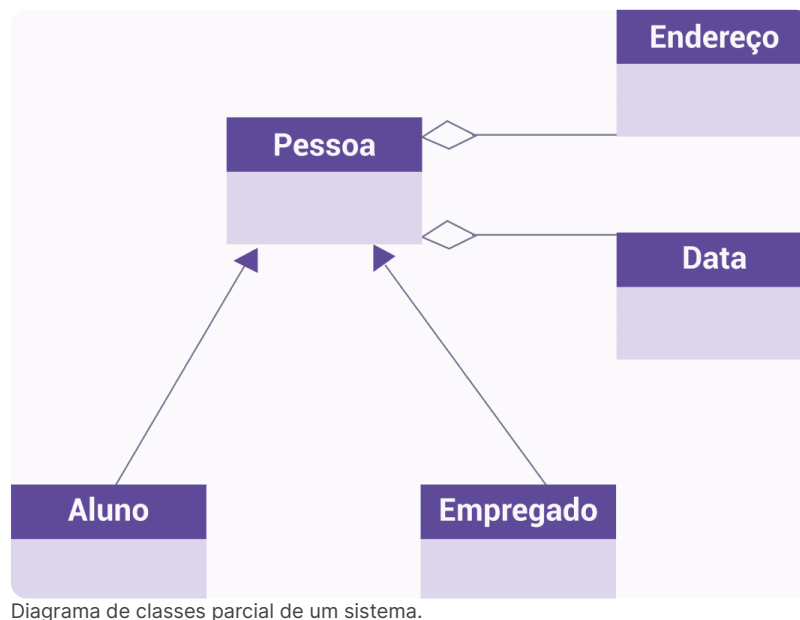 Endereço
Pessoa
Data
Aluno
Empregado
Diagrama de classes parcial de um sistema.